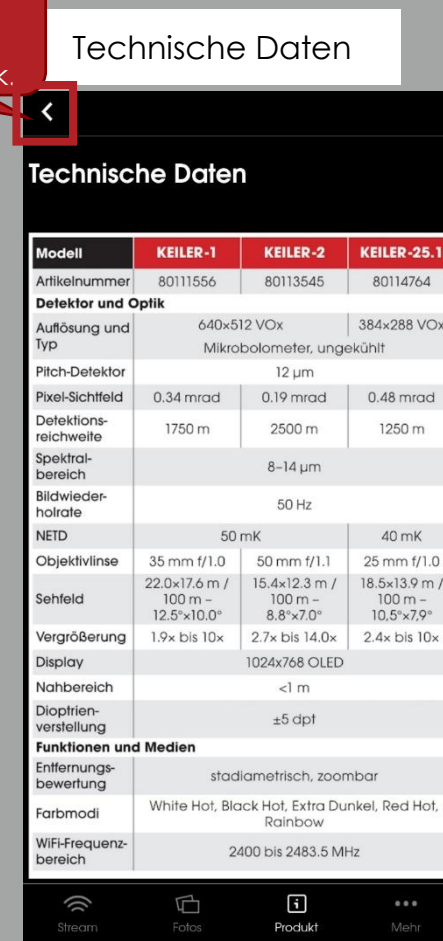 Technische Daten
k.
Technische Daten
Modell KEILER-1 KEILER-2 KEILER-25.1
Artikelnummer 80111556 80113545 80114764
Detektor und Optik
Auflösung und Typ 640×512 VOx 384×288 VOx
Mikrobolometer, ungekühlt
Pitch-Detektor 12 µm
Pixel-Sichtfeld 0.34 mrad 0.19 mrad 0.48 mrad
Detektions-
reichweite 1750 m 2500 m 1250 m
Spektral-
bereich 8–14 µm
Bildwieder-
holrate 50 Hz
NETD 50 mK 40 mK
Objektivlinse 35 mm f/1.0 50 mm f/1.1 25 mm f/1.0
Sehfeld 22.0×17.6 m / 100 m – 12.5°×10.0° 15.4×12.3 m / 100 m – 8.8°×7.0° 18.5×13.9 m / 100 m – 10,5°×7,9°
Vergrößerung 1.9× bis 10× 2.7× bis 14.0× 2.4× bis 10×
Display 1024x768 OLED
Nahbereich <1 m
Dioptrien-
verstellung ±5 dpt
Funktionen und Medien
Entfernungs-
bewertung stadiametrisch, zoombar
Farbmodi White Hot, Black Hot, Extra Dunkel, Red Hot,
Rainbow
WiFi-Frequenz-
bereich 2400 bis 2483.5 MHz
Stream Fotos Produkt Mehr